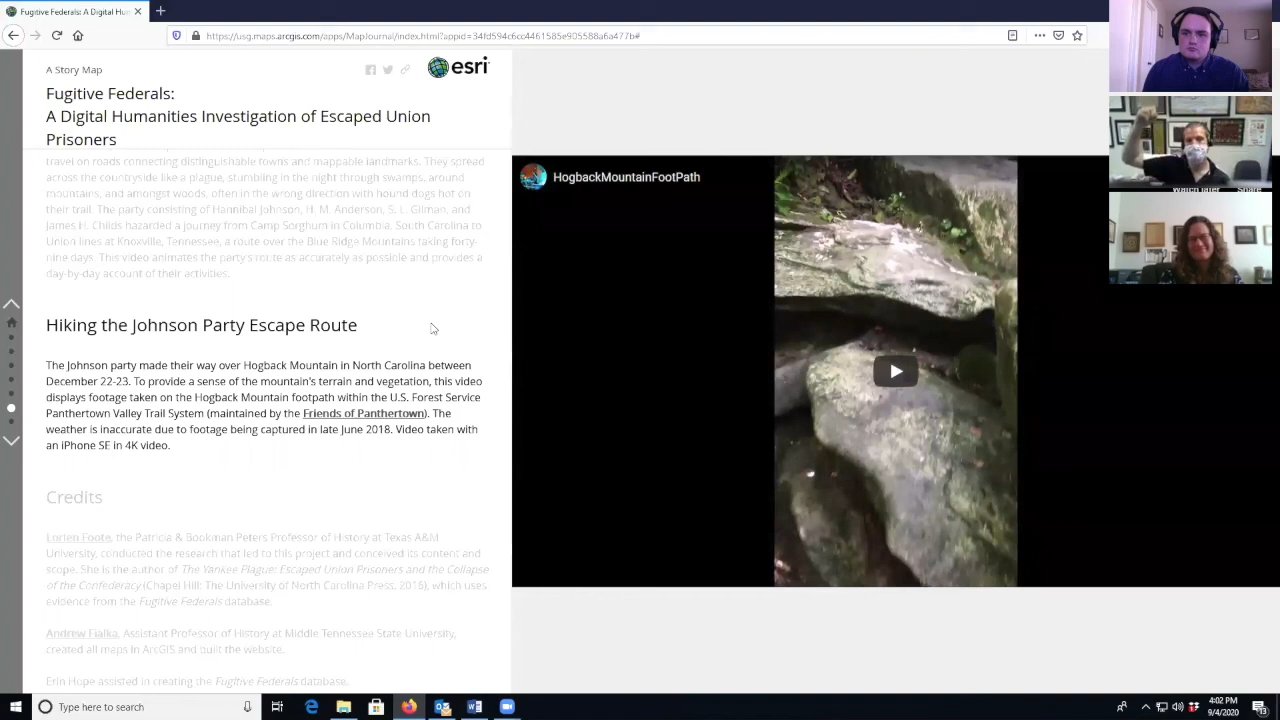 Fugitive Federals: A Digital Hum
https://usg.maps.arcgis.com/apps/MapJournal/index.html?appid=34fd594c6cc4461585e905588a6a477b#
A Story Map
esri
Fugitive Federals:
A Digital Humanities Investigation of Escaped Union
Prisoners
travel on roads connecting distinguishable towns and mappable landmarks. They spread
across the countryside like a plague, stumbling in the night through swamps, around
mountains, and amongst woods, often in the wrong direction with hound dogs hot on
their trail. The party consisting of Hannibal Johnson, H. M. Anderson, S. L. Gilman, and
James H. Childs hazarded a journey from Camp Sorghum in Columbia, South Carolina to
Union lines at Knoxville, Tennessee, a route over the Blue Ridge Mountains taking forty-
nine days. This video animates the party's route as accurately as possible and provides a
day-by-day account of their activities.
Hiking the Johnson Party Escape Route
The Johnson party made their way over Hogback Mountain in North Carolina between
December 22-23. To provide a sense of the mountain's terrain and vegetation, this video
displays footage taken on the Hogback Mountain footpath within the U.S. Forest Service
Panthertown Valley Trail System (maintained by the Friends of Panthertown). The
weather is inaccurate due to footage being captured in late June 2018. Video taken with
an iPhone SE in 4K video.
Credits
Lorien Foote, the Patricia & Bookman Peters Professor of History at Texas A&M
University, conducted the research that led to this project and conceived its content and
scope. She is the author of The Yankee Plague: Escaped Union Prisoners and the Collapse
of the Confederacy (Chapel Hill: The University of North Carolina Press, 2016), which uses
evidence from the Fugitive Federals database.
Andrew Fialka, Assistant Professor of History at Middle Tennessee State University,
created all maps in ArcGIS and built the website.
Erin Hope assisted in creating the Fugitive Federals database.
HogbackMountainFootPath
Watch later Share
Type here to search
4:02 PM
9/4/2020